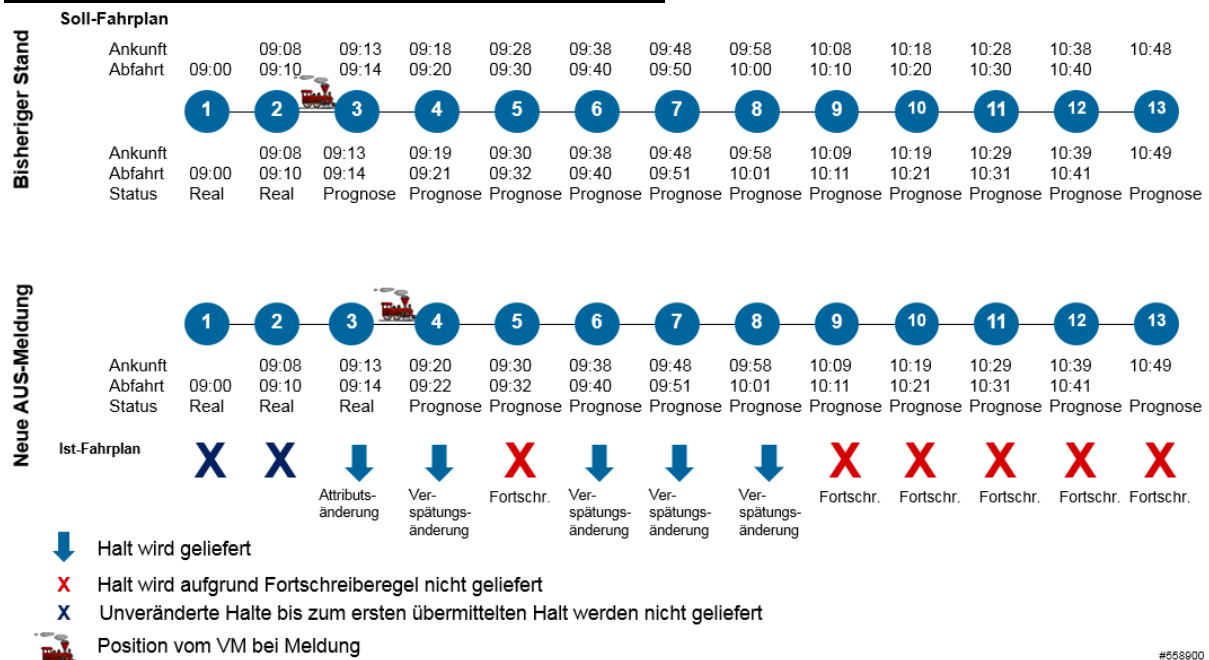 Soll-Fahrplan
Bisheriger Stand
Ankunft 09:08 09:13 09:18 09:28 09:38 09:48 09:58 10:08 10:18 10:28 10:38 10:48
Abfahrt 09:00 09:10 09:14 09:20 09:30 09:40 09:50 10:00 10:10 10:20 10:30 10:40
1 2 3 4 5 6 7 8 9 10 11 12 13
Ankunft 09:08 09:13 09:19 09:30 09:38 09:48 09:58 10:09 10:19 10:29 10:39 10:49
Abfahrt 09:00 09:10 09:14 09:21 09:32 09:40 09:51 10:01 10:11 10:21 10:31 10:41
Status Real Real Prognose Prognose Prognose Prognose Prognose Prognose Prognose Prognose Prognose Prognose Prognose
Neue AUS-Meldung
1 2 3 4 5 6 7 8 9 10 11 12 13
Ankunft 09:08 09:13 09:20 09:30 09:38 09:48 09:58 10:09 10:19 10:29 10:39 10:49
Abfahrt 09:00 09:10 09:14 09:22 09:32 09:40 09:51 10:01 10:11 10:21 10:31 10:41
Status Real Real Real Prognose Prognose Prognose Prognose Prognose Prognose Prognose Prognose Prognose Prognose
Ist-Fahrplan X X X X X X X X
Attributs- Ver- Fortschr. Ver- Ver- Ver- Fortschr. Fortschr. Fortschr. Fortschr. Fortschr.
änderung spätungs- spätungs- spätungs- spätungs-
änderung änderung änderung änderung
Halt wird geliefert
X Halt wird aufgrund Fortschreiberegel nicht geliefert
X Unveränderte Halte bis zum ersten übermittelten Halt werden nicht geliefert
Position vom VM bei Meldung
#558900